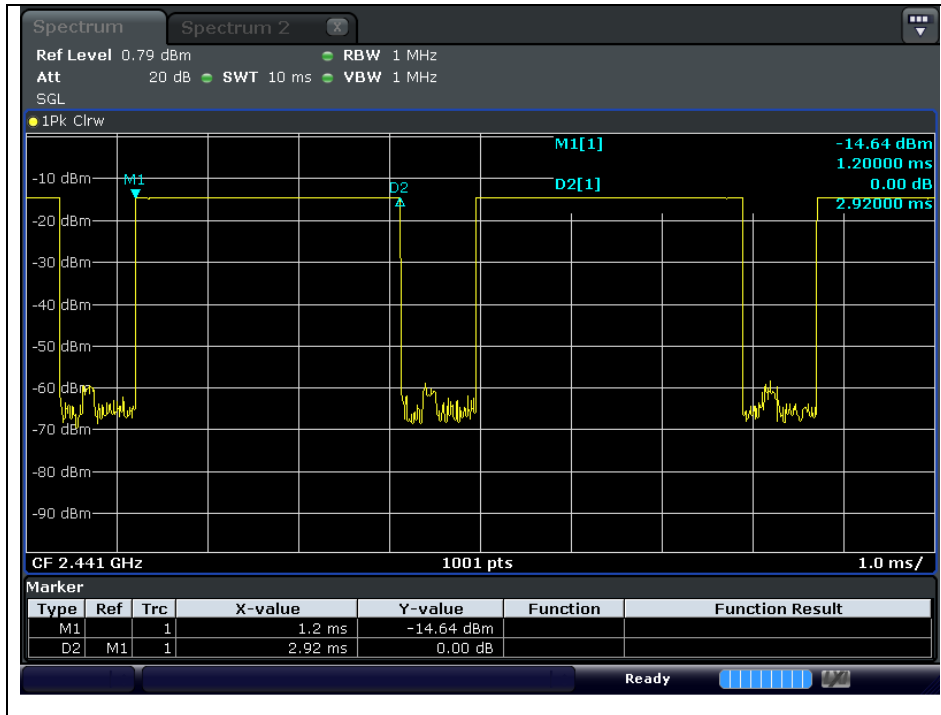 Spectrum Spectrum 2 X
Ref Level 0.79 dBm RBW 1 MHz
Att 20 dB SWT 10 ms VBW 1 MHz
SGL
1Pk Clrw
M1[1] -14.64 dBm
1.20000 ms
-10 dBm M1 D2 D2[1] 0.00 dB
2.92000 ms
-20 dBm
-30 dBm
-40 dBm
-50 dBm
-60 dBm
-70 dBm
-80 dBm
-90 dBm
CF 2.441 GHz 1001 pts 1.0 ms/
Marker
Type Ref Trc X-value Y-value Function Function Result
M1 1 1.2 ms -14.64 dBm
D2 M1 1 2.92 ms 0.00 dB
Ready